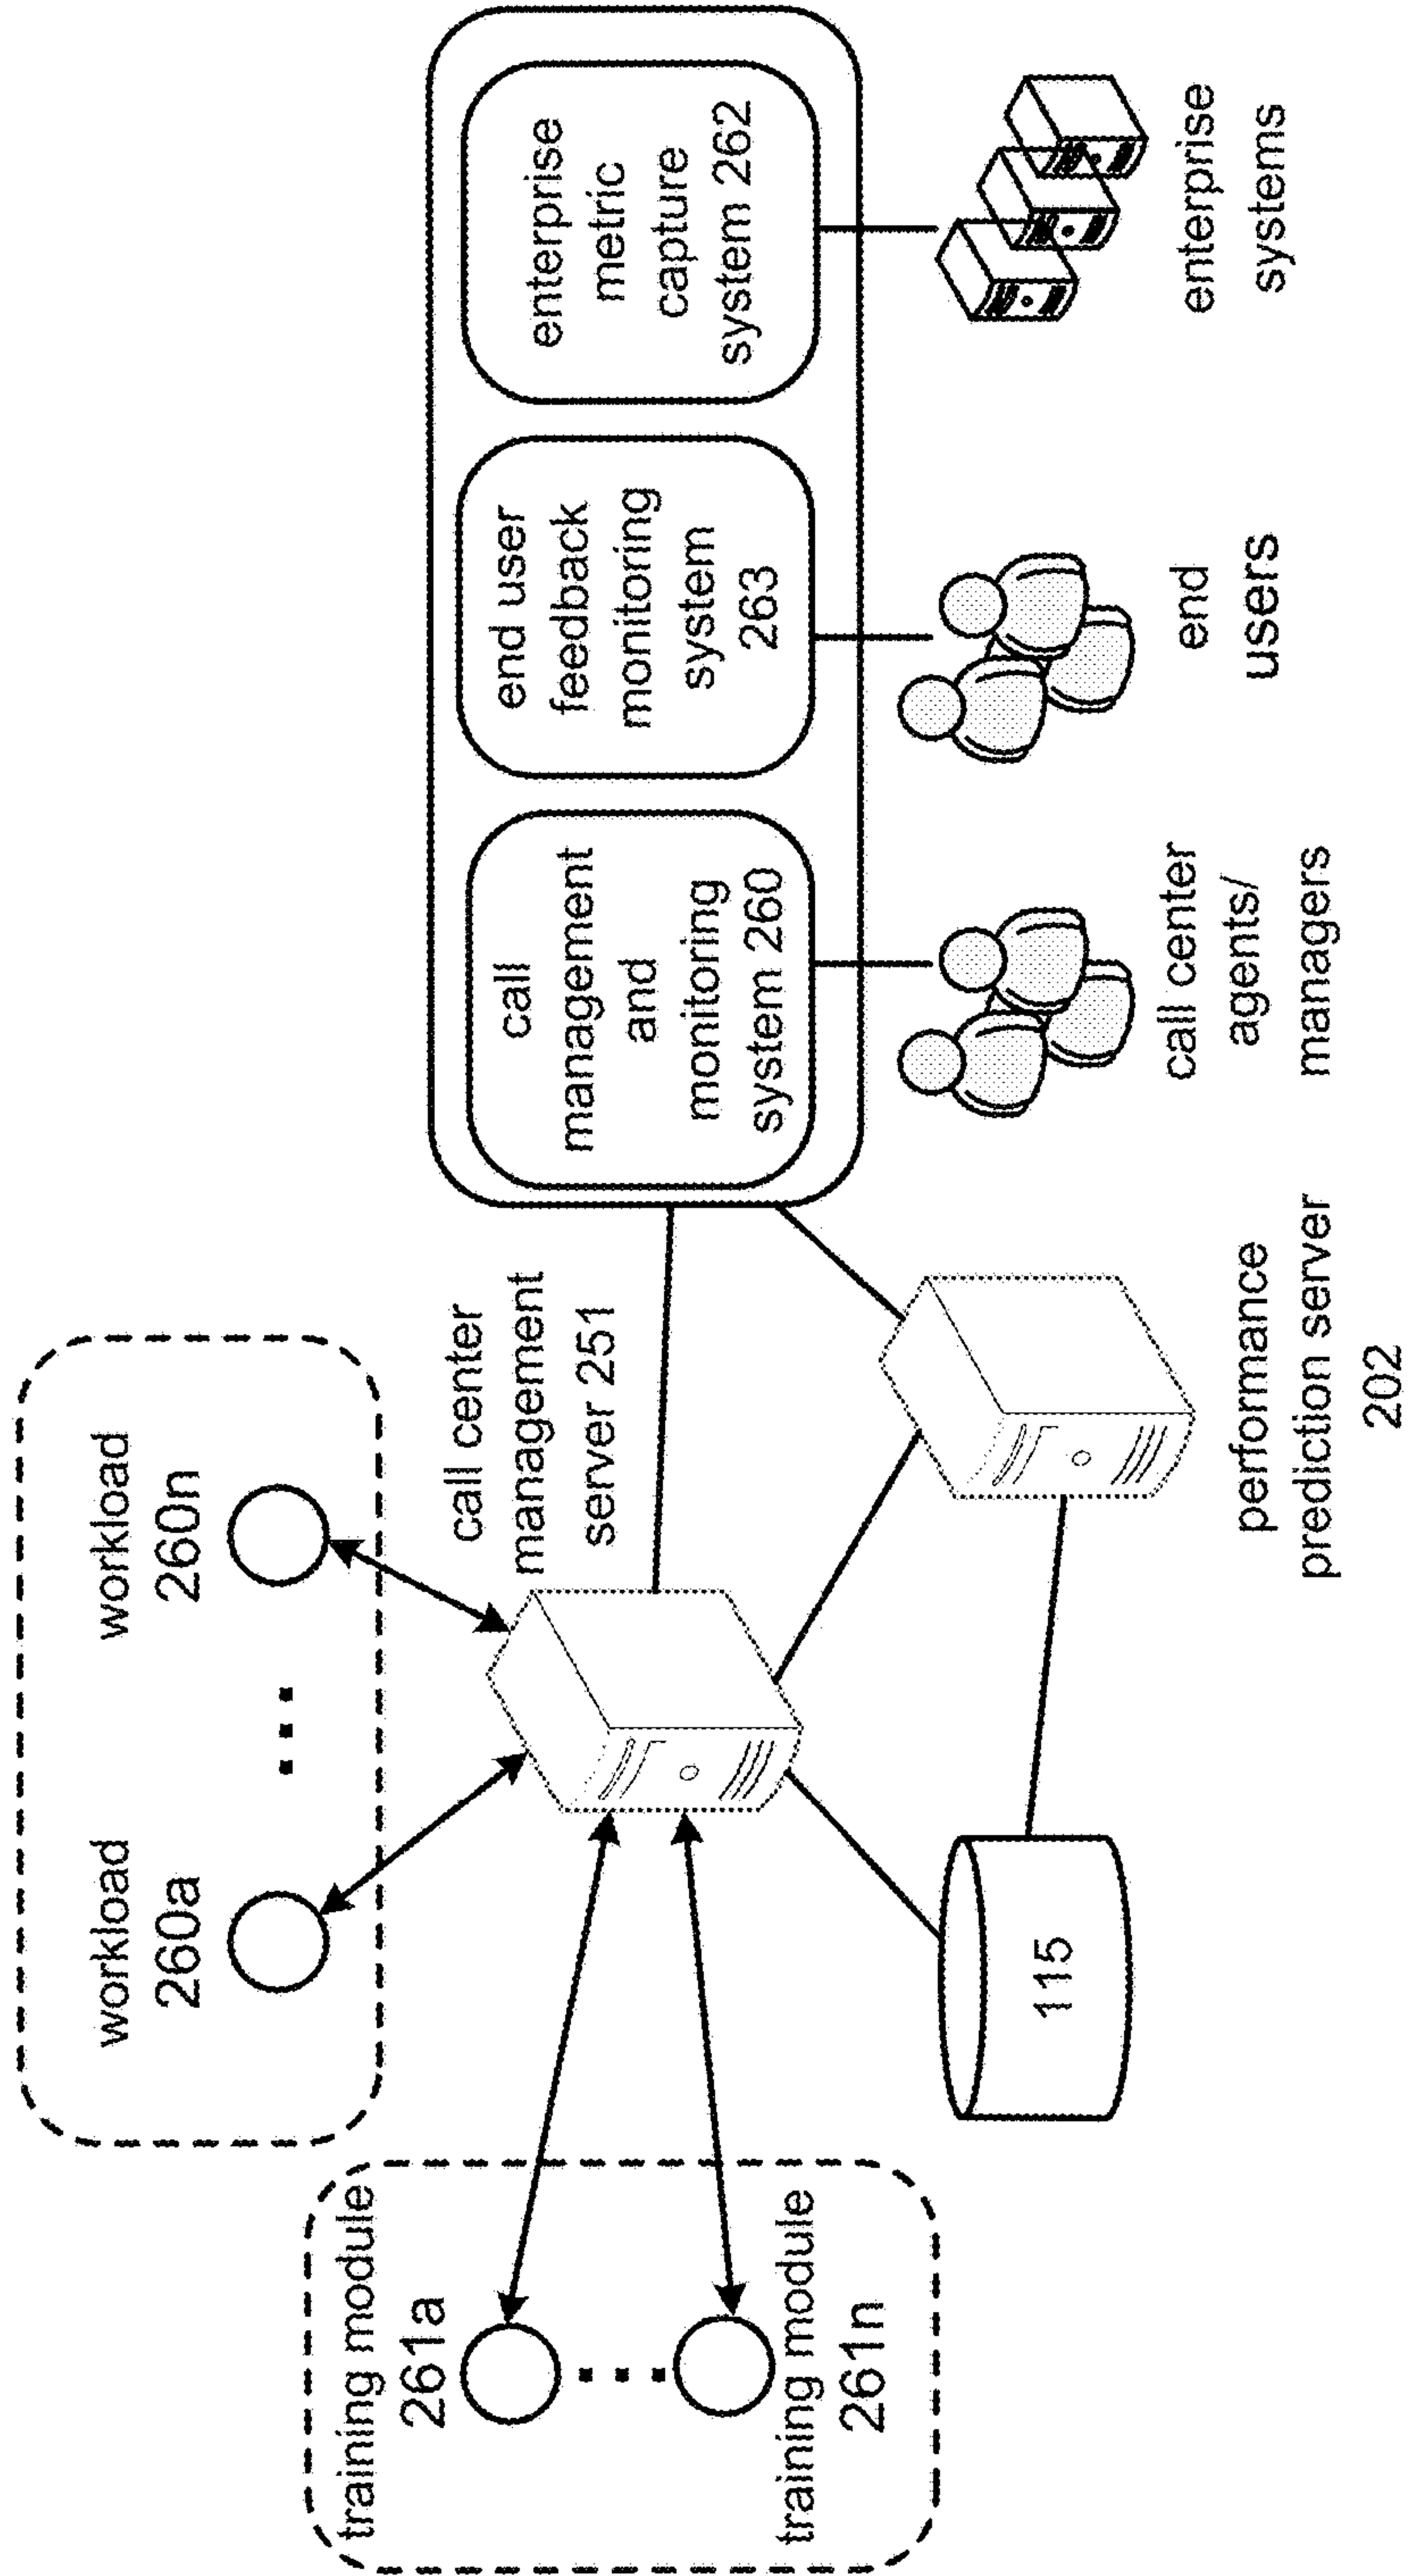 workload
260a
workload
260n
training module
261a
training module
261n
call center
management
server 251
115
performance
prediction server
202
call
management
and
monitoring
system 260
end user
feedback
monitoring
system
263
enterprise
metric
capture
system 262
call center
agents/
managers
end
users
enterprise
systems